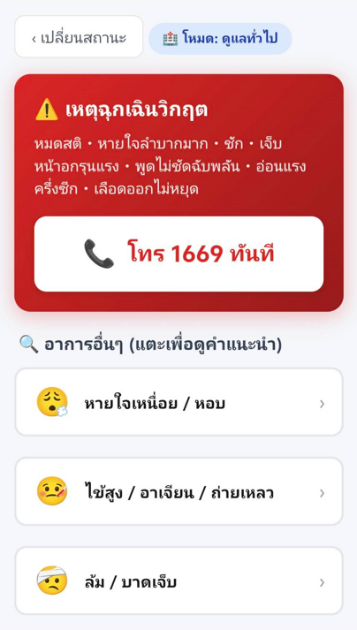 ‹ เปลี่ยนสถานะ
🏥 โหมด: ดูแลทั่วไป
⚠️ เหตุฉุกเฉินวิกฤต
หมดสติ • หายใจลำบากมาก • ชัก • เจ็บ
หน้าอกรุนแรง • พูดไม่ชัดฉับพลัน • อ่อนแรง
ครึ่งซีก • เลือดออกไม่หยุด
📞 โทร 1669 ทันที
🔍 อาการอื่นๆ (แตะเพื่อดูคำแนะนำ)
หายใจเหนื่อย / หอบ ›
ไข้สูง / อาเจียน / ถ่ายเหลว ›
ล้ม / บาดเจ็บ ›